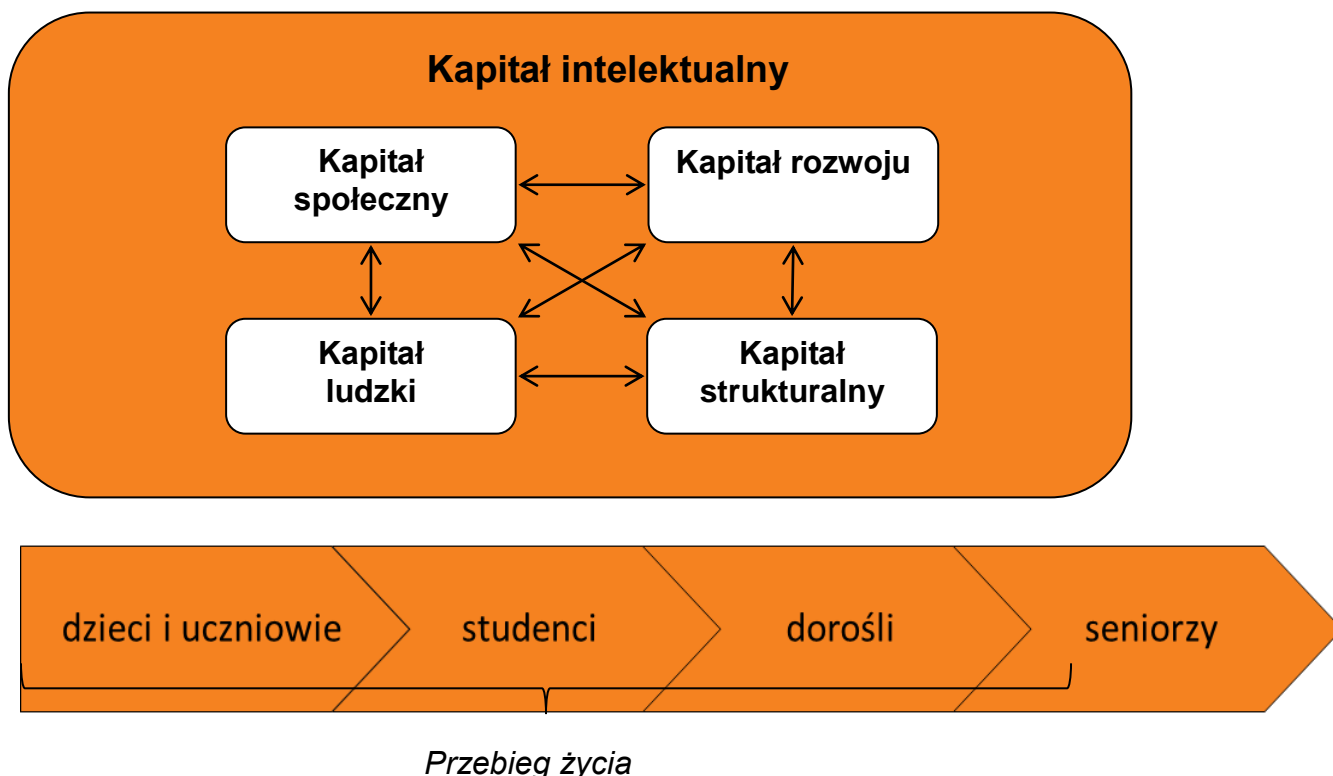 Kapitał intelektualny
Kapitał
społeczny
Kapitał rozwoju
Kapitał
ludzki
Kapitał
strukturalny
dzieci i uczniowie
studenci
dorośli
seniorzy
Przebieg życia